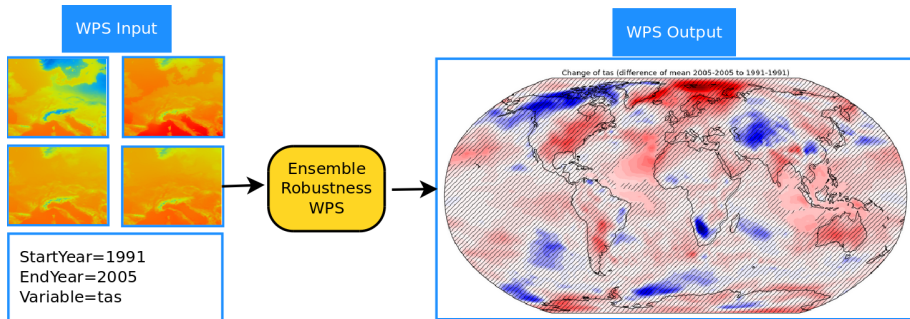 WPS Input
StartYear=1991
EndYear=2005
Variable=tas
Ensemble
Robustness
WPS
WPS Output
Change of tas (difference of mean 2005-2005 to 1991-1991)